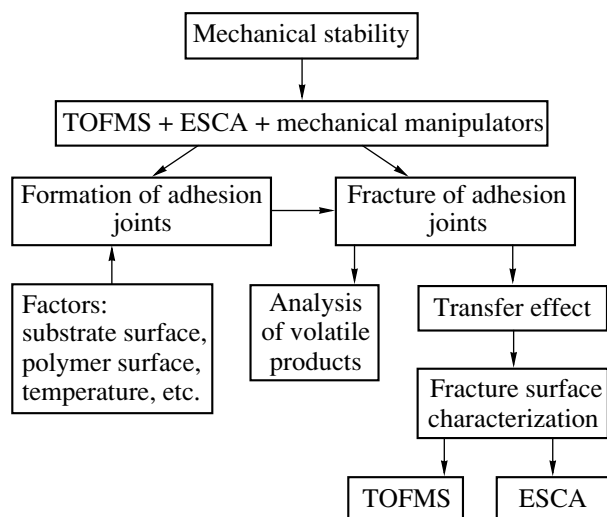 Mechanical stability
TOFMS + ESCA + mechanical manipulators
Formation of adhesion
joints
Fracture of adhesion
joints
Factors:
substrate surface,
polymer surface,
temperature, etc.
Analysis
of volatile
products
Transfer effect
Fracture surface
characterization
TOFMS
ESCA